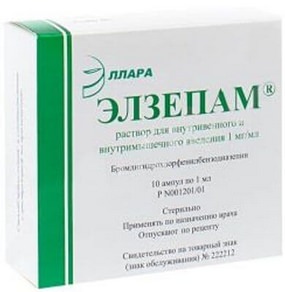 ЭЛЛАРА
ЭЛЗЕПАМ®
раствор для внутривенного и
внутримышечного введения 1 мг/мл
Бромдигидрохлорфенилбензодиазепин
10 ампул по 1 мл
Р N001201/01
Стерильно
Применять по назначению врача
Отпускают по рецепту
Свидетельство на товарный знак
(знак обслуживания) № 222212